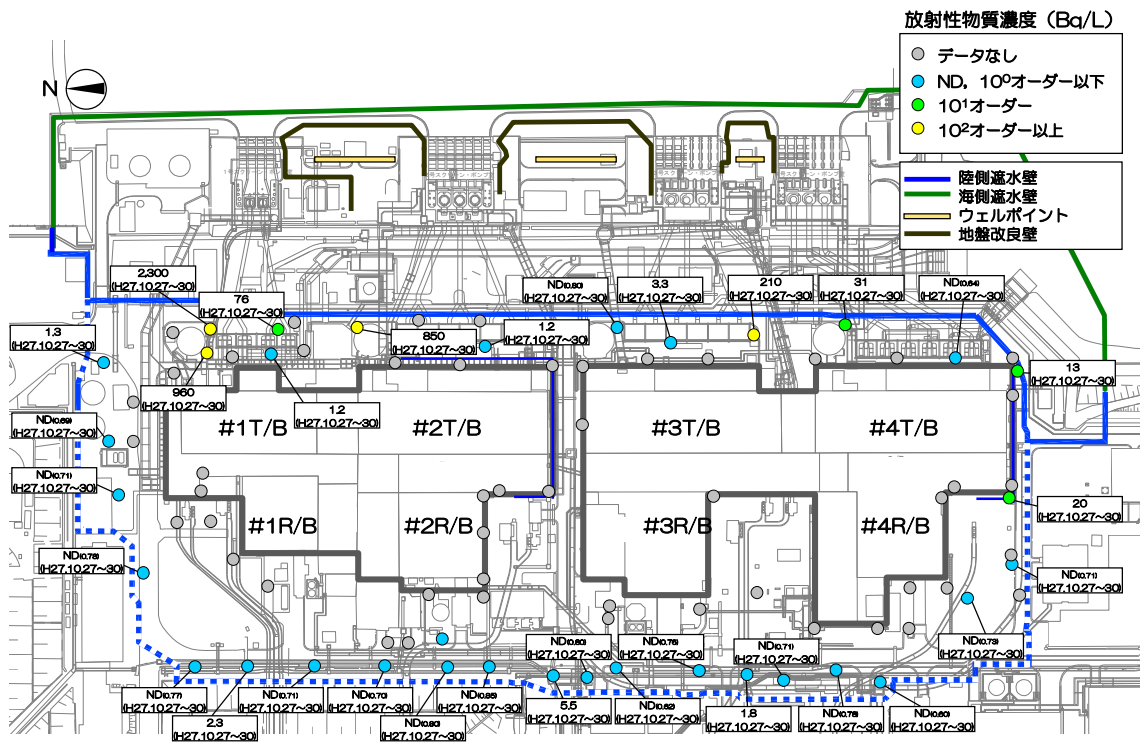 放射性物質濃度（Bq/L）
データなし
ND，10⁰オーダー以下
10¹オーダー
10²オーダー以上
陸側遮水壁
海側遮水壁
ウェルポイント
地盤改良壁
N
2,300
(H27.10.27～30)
76
(H27.10.27～30)
ND(0.80)
(H27.10.27～30)
3.3
(H27.10.27～30)
210
(H27.10.27～30)
31
(H27.10.27～30)
ND(0.64)
(H27.10.27～30)
1.3
(H27.10.27～30)
850
(H27.10.27～30)
1.2
(H27.10.27～30)
13
(H27.10.27～30)
960
(H27.10.27～30)
1.2
(H27.10.27～30)
ND(0.69)
(H27.10.27～30)
#1T/B
#2T/B
#3T/B
#4T/B
ND(0.71)
(H27.10.27～30)
20
(H27.10.27～30)
#1R/B
#2R/B
#3R/B
#4R/B
ND(0.78)
(H27.10.27～30)
ND(0.71)
(H27.10.27～30)
ND(0.60)
(H27.10.27～30)
ND(0.76)
(H27.10.27～30)
ND(0.71)
(H27.10.27～30)
ND(0.73)
(H27.10.27～30)
ND(0.77)
(H27.10.27～30)
2.3
(H27.10.27～30)
ND(0.71)
(H27.10.27～30)
ND(0.70)
(H27.10.27～30)
ND(0.80)
(H27.10.27～30)
ND(0.85)
(H27.10.27～30)
5.5
(H27.10.27～30)
ND(0.62)
(H27.10.27～30)
1.8
(H27.10.27～30)
ND(0.78)
(H27.10.27～30)
ND(0.60)
(H27.10.27～30)